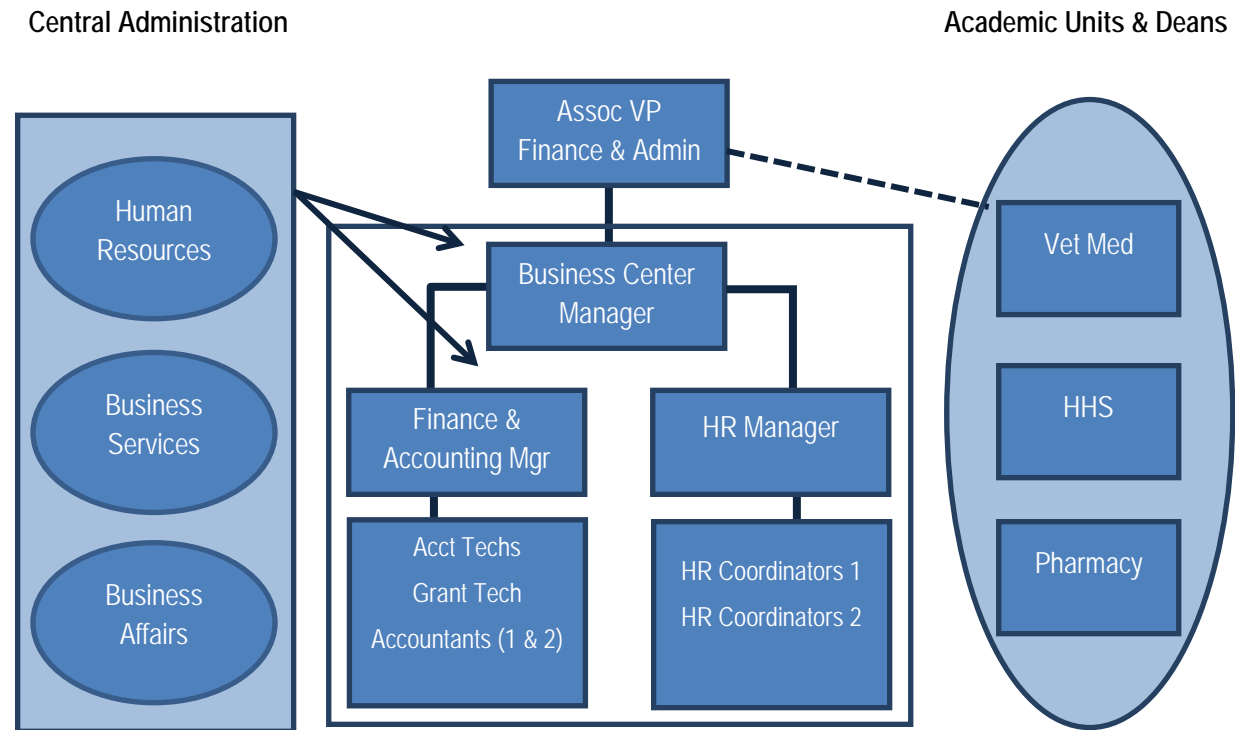 Central Administration
Academic Units & Deans
Assoc VP
Finance & Admin
Human
Resources
Business
Services
Business
Affairs
Business Center
Manager
Finance &
Accounting Mgr
HR Manager
Acct Techs
Grant Tech
Accountants (1 & 2)
HR Coordinators 1
HR Coordinators 2
Vet Med
HHS
Pharmacy